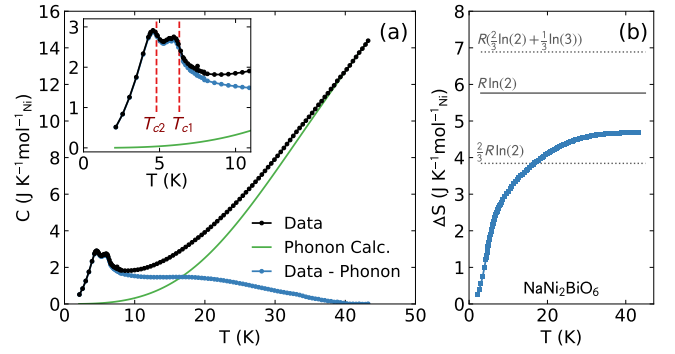 (a)
C (J K⁻¹mol⁻¹Ni)
16
14
12
10
8
6
4
2
0
0 10 20 30 40 50
T (K)
3
2
1
0
0 5 10
T (K)
Tc2 Tc1
Data
Phonon Calc.
Data - Phonon
(b)
ΔS (J K⁻¹mol⁻¹Ni)
8
7
6
5
4
3
2
1
0
0 20 40
T (K)
R(2/3 ln(2) + 1/3 ln(3))
R ln(2)
2/3 R ln(2)
NaNi₂BiO₆